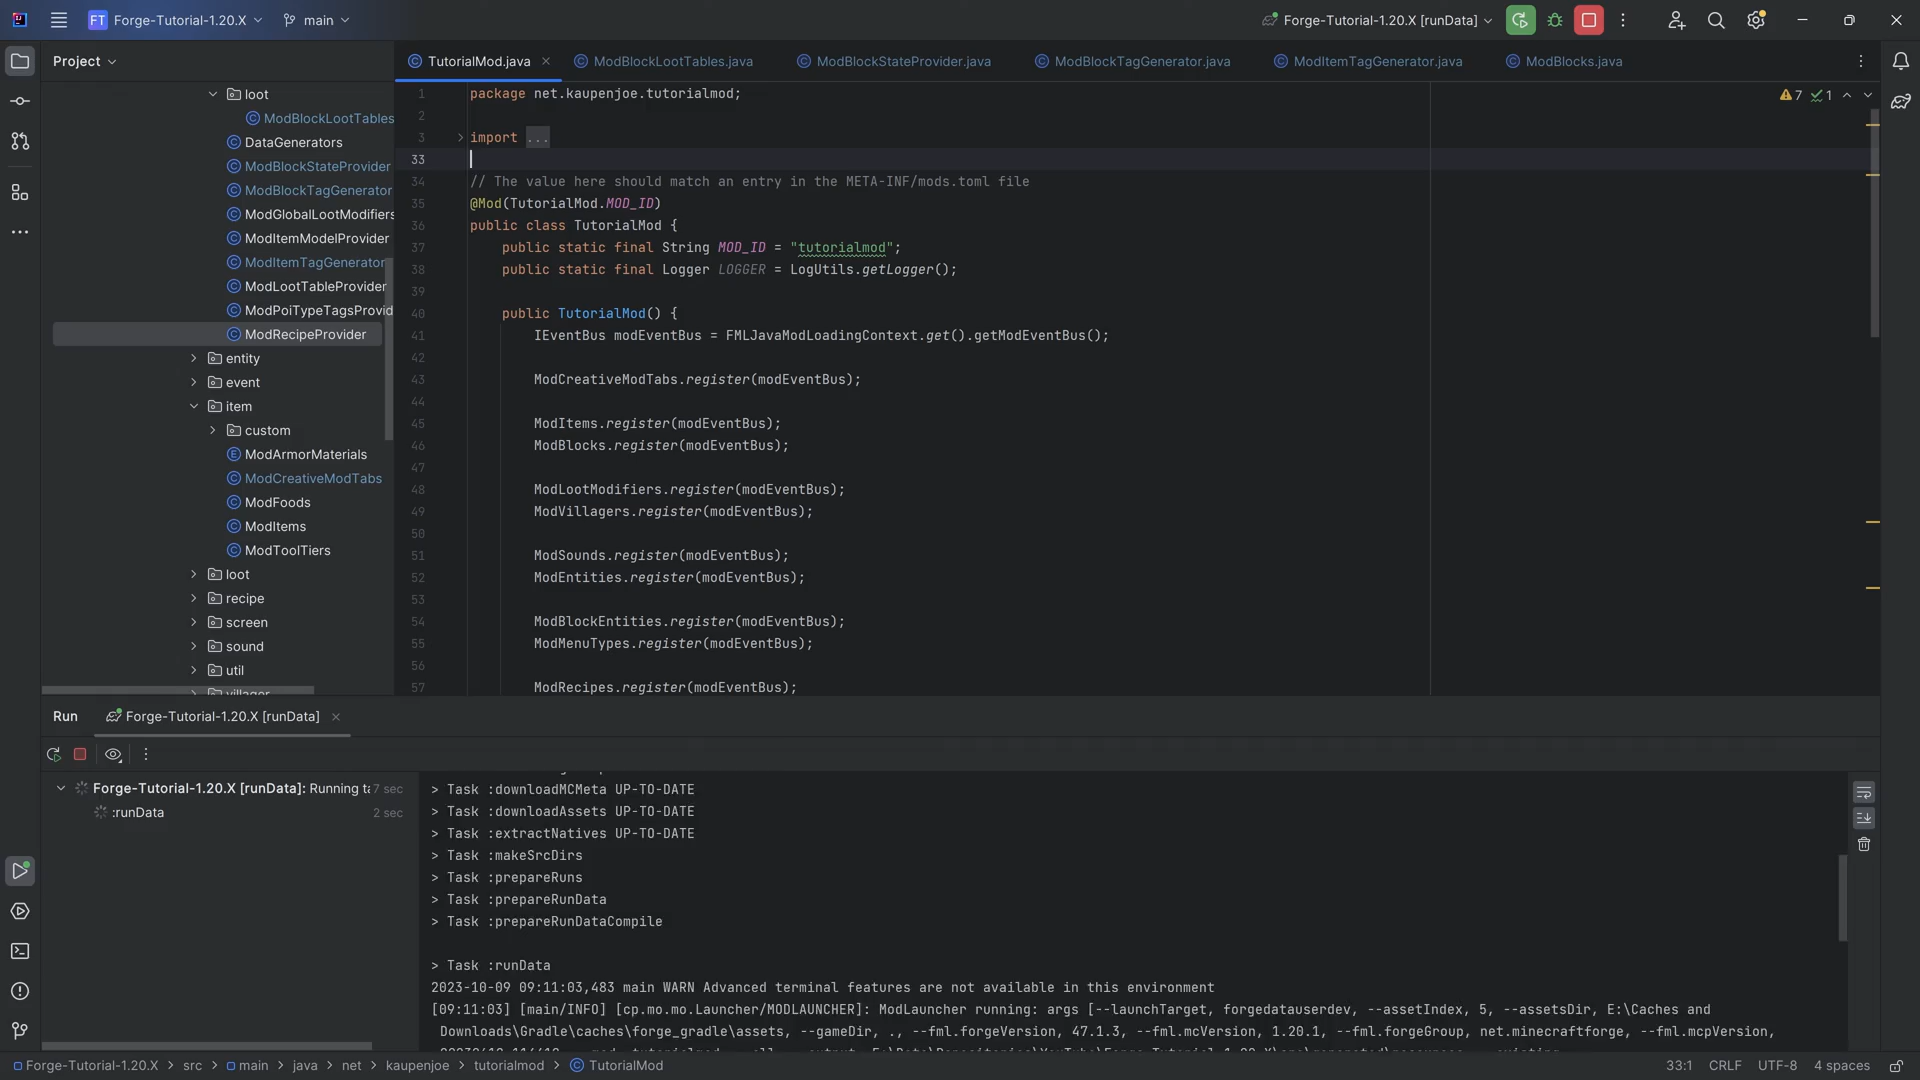 FT Forge-Tutorial-1.20.X main
Forge-Tutorial-1.20.X [runData]
Project
TutorialMod.java
ModBlockLootTables.java
ModBlockStateProvider.java
ModBlockTagGenerator.java
ModItemTagGenerator.java
ModBlocks.java
loot
ModBlockLootTables
DataGenerators
ModBlockStateProvider
ModBlockTagGenerator
ModGlobalLootModifiers
ModItemModelProvider
ModItemTagGenerator
ModLootTableProvider
ModPoiTypeTagsProvid
ModRecipeProvider
entity
event
item
custom
ModArmorMaterials
ModCreativeModTabs
ModFoods
ModItems
ModToolTiers
loot
recipe
screen
sound
util
villager
7 1
1 package net.kaupenjoe.tutorialmod;
2
3 import ...
33
34 // The value here should match an entry in the META-INF/mods.toml file
35 @Mod(TutorialMod.MOD_ID)
36 public class TutorialMod {
37 public static final String MOD_ID = "tutorialmod";
38 public static final Logger LOGGER = LogUtils.getLogger();
39
40 public TutorialMod() {
41 IEventBus modEventBus = FMLJavaModLoadingContext.get().getModEventBus();
42
43 ModCreativeModTabs.register(modEventBus);
44
45 ModItems.register(modEventBus);
46 ModBlocks.register(modEventBus);
47
48 ModLootModifiers.register(modEventBus);
49 ModVillagers.register(modEventBus);
50
51 ModSounds.register(modEventBus);
52 ModEntities.register(modEventBus);
53
54 ModBlockEntities.register(modEventBus);
55 ModMenuTypes.register(modEventBus);
56
57 ModRecipes.register(modEventBus);
Run Forge-Tutorial-1.20.X [runData]
Forge-Tutorial-1.20.X [runData]: Running ta 7 sec
:runData 2 sec
> Task :downloadMCMeta UP-TO-DATE
> Task :downloadAssets UP-TO-DATE
> Task :extractNatives UP-TO-DATE
> Task :makeSrcDirs
> Task :prepareRuns
> Task :prepareRunData
> Task :prepareRunDataCompile
> Task :runData
2023-10-09 09:11:03,483 main WARN Advanced terminal features are not available in this environment
[09:11:03] [main/INFO] [cp.mo.mo.Launcher/MODLAUNCHER]: ModLauncher running: args [--launchTarget, forgedatauserdev, --assetIndex, 5, --assetsDir, E:\Caches and
Downloads\Gradle\caches\forge_gradle\assets, --gameDir, ., --fml.forgeVersion, 47.1.3, --fml.mcVersion, 1.20.1, --fml.forgeGroup, net.minecraftforge, --fml.mcpVersion,
Forge-Tutorial-1.20.X > src > main > java > net > kaupenjoe > tutorialmod > TutorialMod
33:1 CRLF UTF-8 4 spaces